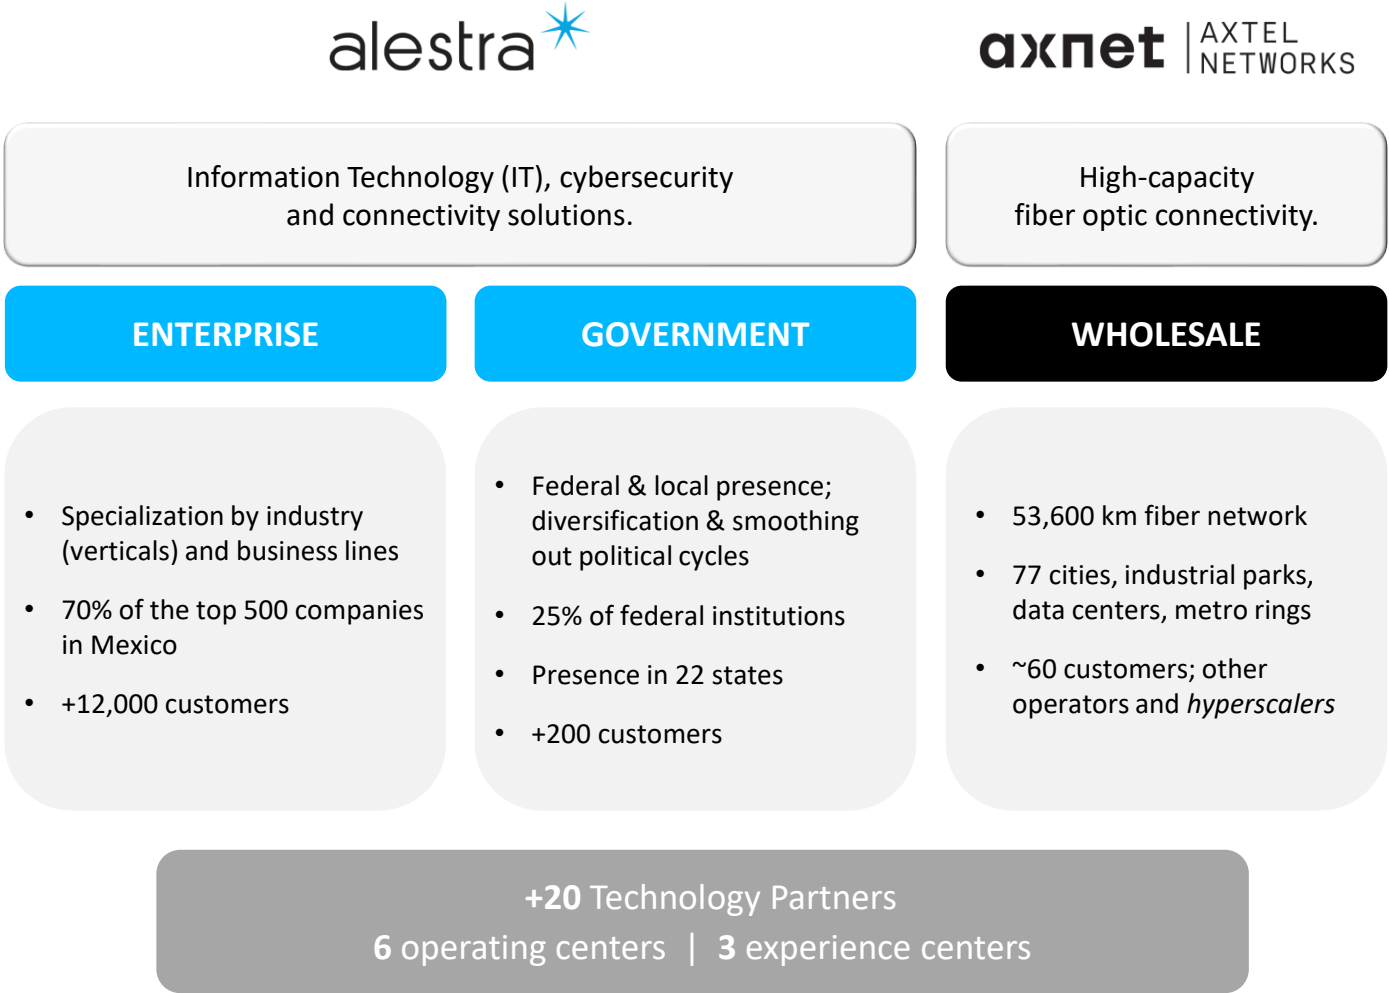 alestra
axnet | AXTEL NETWORKS
Information Technology (IT), cybersecurity
and connectivity solutions.
High-capacity
fiber optic connectivity.
ENTERPRISE
GOVERNMENT
WHOLESALE
• Specialization by industry
(verticals) and business lines
• 70% of the top 500 companies
in Mexico
• +12,000 customers
• Federal & local presence;
diversification & smoothing
out political cycles
• 25% of federal institutions
• Presence in 22 states
• +200 customers
• 53,600 km fiber network
• 77 cities, industrial parks,
data centers, metro rings
• ~60 customers; other
operators and hyperscalers
+20 Technology Partners
6 operating centers | 3 experience centers